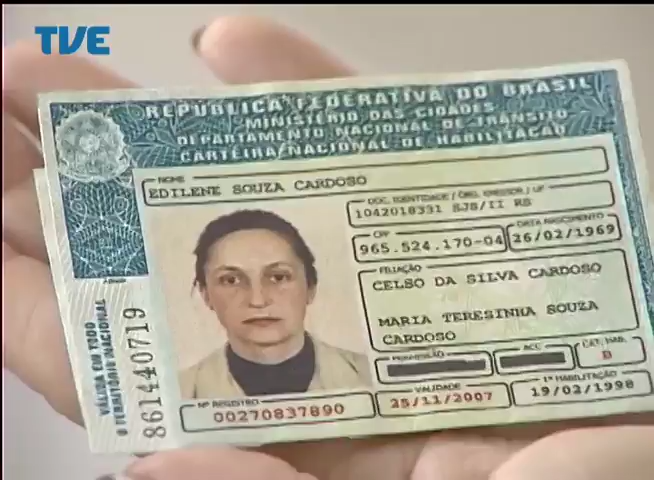 TVE
REPÚBLICA FEDERATIVA DO BRASIL
MINISTÉRIO DAS CIDADES
DEPARTAMENTO NACIONAL DE TRÂNSITO
CARTEIRA NACIONAL DE HABILITAÇÃO
NOME
EDILENE SOUZA CARDOSO
DOC. IDENTIDADE / ÓRG. EMISSOR / UF
1042018331 SJS/II RS
CPF
DATA NASCIMENTO
965.524.170-04
26/02/1969
FILIAÇÃO
CELSO DA SILVA CARDOSO
MARIA TERESINHA SOUZA
CARDOSO
PERMISSÃO
ACC
CAT. HAB.
B
Nº REGISTRO
00270837890
VALIDADE
25/11/2007
1ª HABILITAÇÃO
19/02/1998
VÁLIDA EM TODO
O TERRITÓRIO NACIONAL
861440719